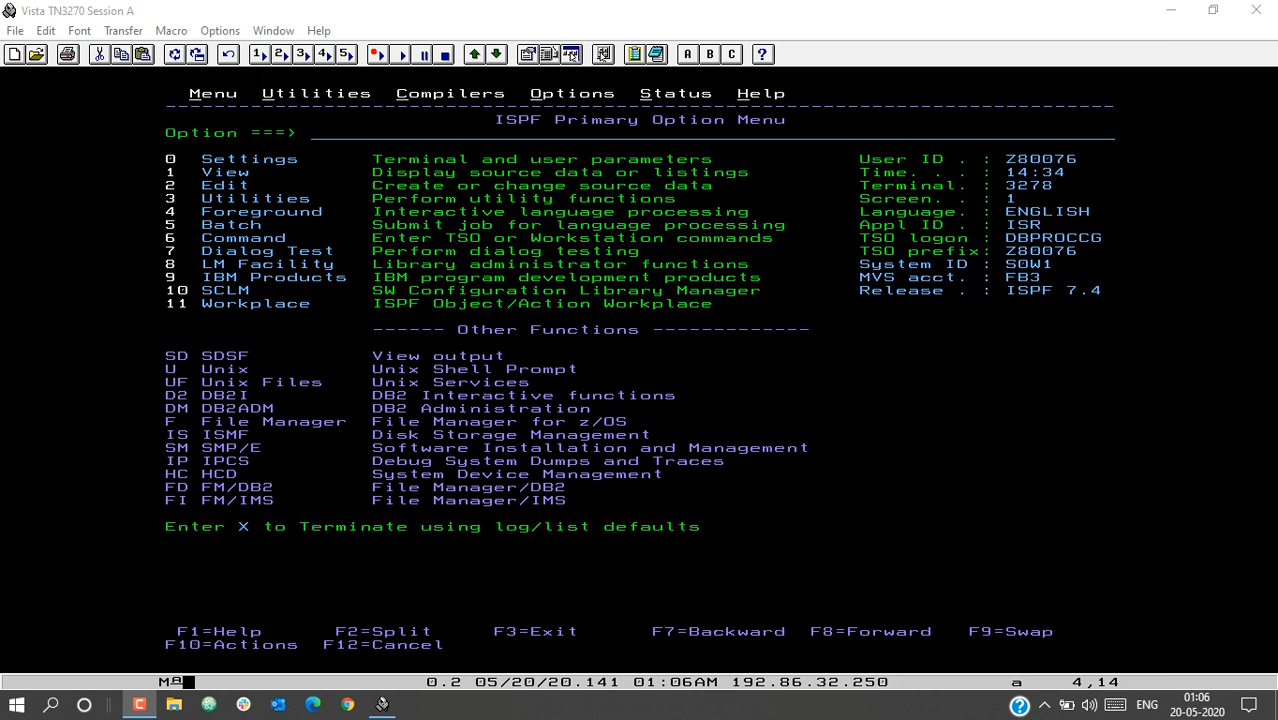 Vista TN3270 Session A
File Edit Font Transfer Macro Options Window Help
1 2 3 4 5 A B C ?
Menu Utilities Compilers Options Status Help
ISPF Primary Option Menu
Option ===>
0 Settings Terminal and user parameters User ID . : Z80076
1 View Display source data or listings Time. . . : 14:34
2 Edit Create or change source data Terminal. : 3278
3 Utilities Perform utility functions Screen. . : 1
4 Foreground Interactive language processing Language. : ENGLISH
5 Batch Submit job for language processing Appl ID . : ISR
6 Command Enter TSO or Workstation commands TSO logon : DBPROCCG
7 Dialog Test Perform dialog testing TSO prefix: Z80076
8 LM Facility Library administrator functions System ID : S0W1
9 IBM Products IBM program development products MVS acct. : FB3
10 SCLM SW Configuration Library Manager Release . : ISPF 7.4
11 Workplace ISPF Object/Action Workplace
------ Other Functions -------------
SD SDSF View output
U Unix Unix Shell Prompt
UF Unix Files Unix Services
D2 DB2I DB2 Interactive functions
DM DB2ADM DB2 Administration
F File Manager File Manager for z/OS
IS ISMF Disk Storage Management
SM SMP/E Software Installation and Management
IP IPCS Debug System Dumps and Traces
HC HCD System Device Management
FD FM/DB2 File Manager/DB2
FI FM/IMS File Manager/IMS
Enter X to Terminate using log/list defaults
F1=Help F2=Split F3=Exit F7=Backward F8=Forward F9=Swap
F10=Actions F12=Cancel
MA 0.2 05/20/20.141 01:06AM 192.86.32.250 a 4,14
ENG 01:06
20-05-2020